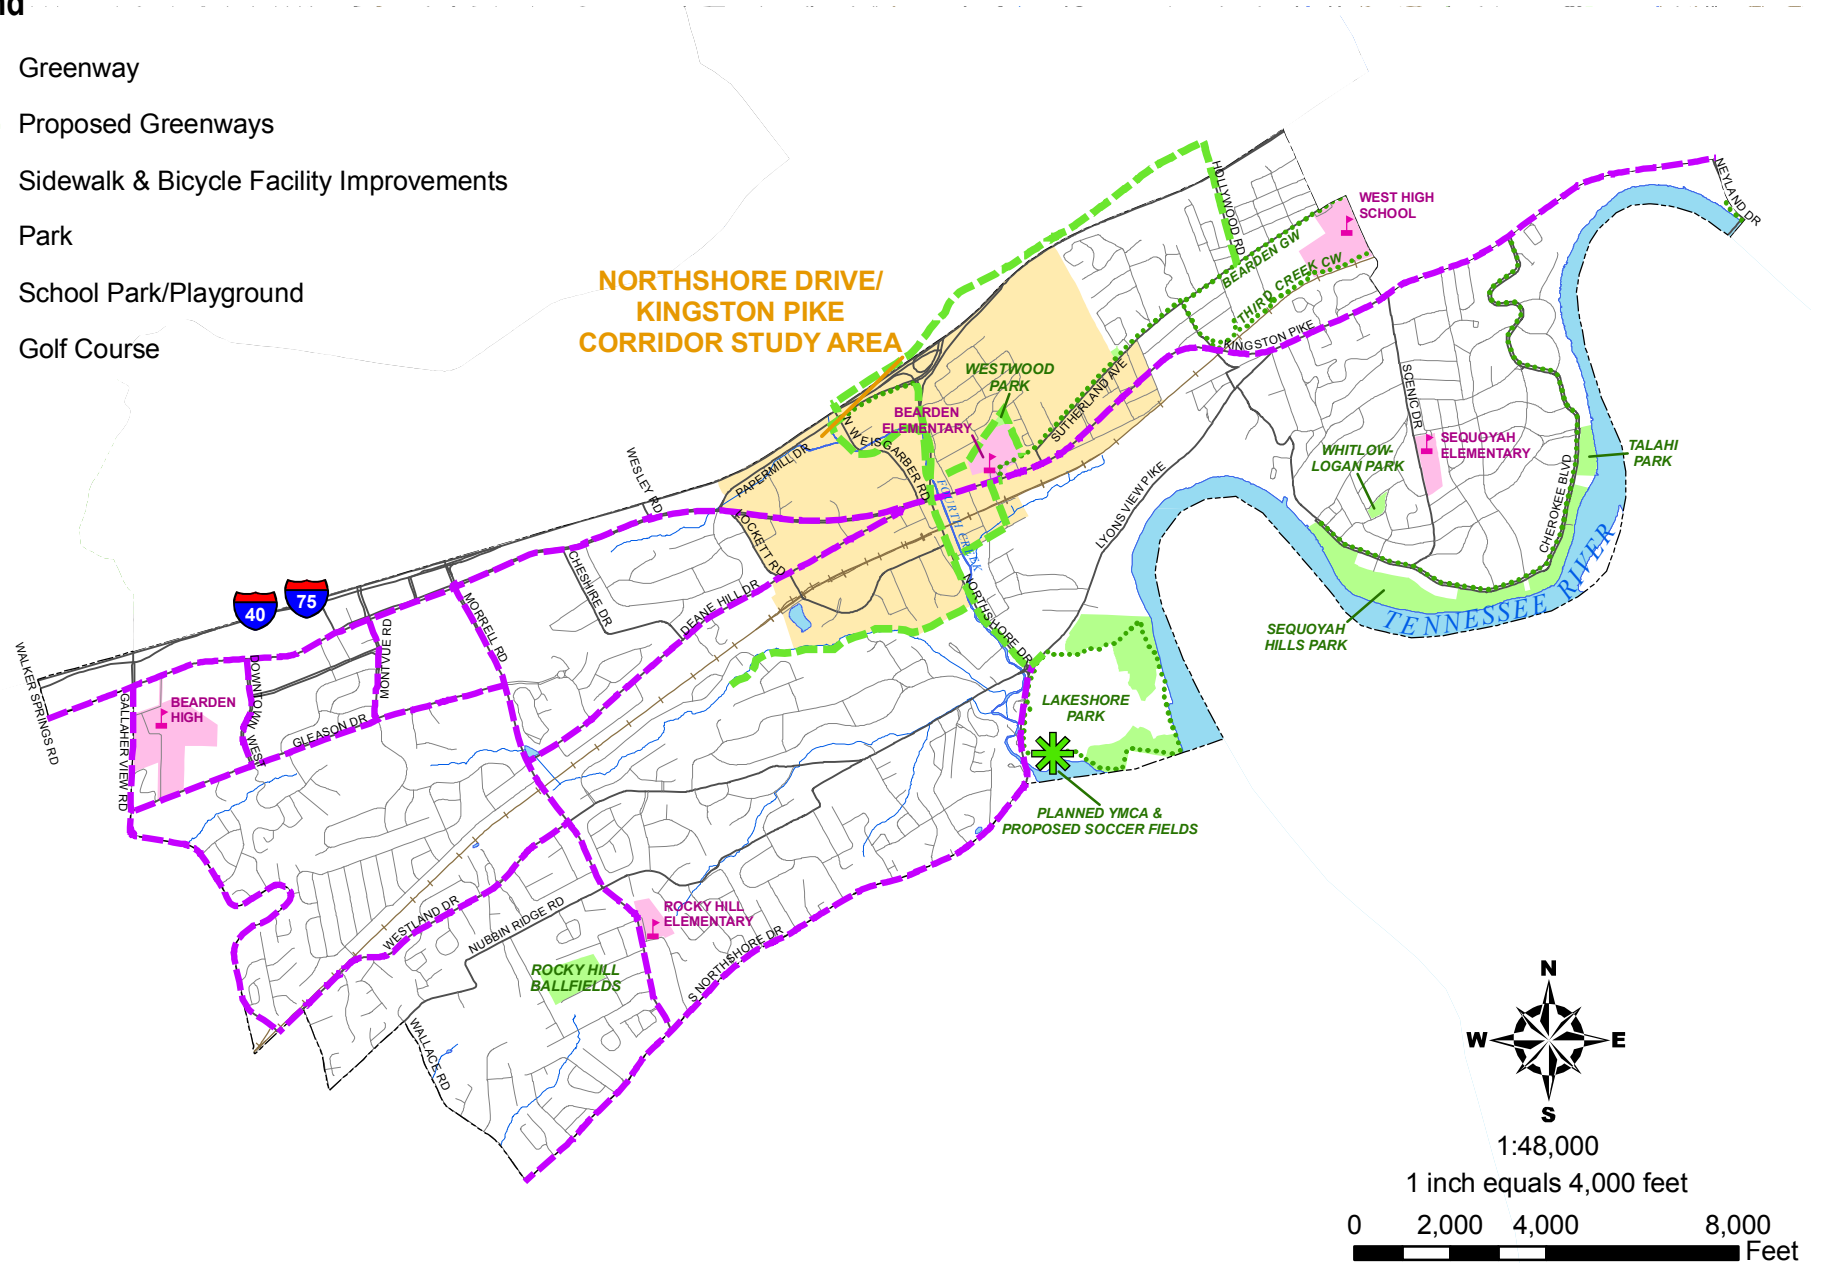 nd
Greenway
Proposed Greenways
Sidewalk & Bicycle Facility Improvements
Park
School Park/Playground
Golf Course
NORTHSHORE DRIVE/
KINGSTON PIKE
CORRIDOR STUDY AREA
HOLLYWOOD RD
WEST HIGH
SCHOOL
NEYLAND DR
BEARDEN GW
THIRD CREEK CW
KINGSTON PIKE
WESTWOOD
PARK
BEARDEN
ELEMENTARY
SUTHERLAND AVE
N WEISGARBER RD
PAPERMILL DR
WESLEY RD
LOCKETT RD
FOURTH CREEK
LYONS VIEW PIKE
SCENIC DR
SEQUOYAH
ELEMENTARY
WHITLOW-
LOGAN PARK
TALAHI
PARK
CHEROKEE BLVD
TENNESSEE RIVER
SEQUOYAH
HILLS PARK
CHESHIRE DR
DEANE HILL DR
NORTHSHORE DR
40
75
MORRELL RD
MONTVUE RD
WALKER SPRINGS RD
GALLAHER VIEW RD
DOWNTOWN WEST
BEARDEN
HIGH
GLEASON DR
LAKESHORE
PARK
PLANNED YMCA &
PROPOSED SOCCER FIELDS
WESTLAND DR
NUBBIN RIDGE RD
ROCKY HILL
ELEMENTARY
S NORTHSHORE DR
ROCKY HILL
BALLFIELDS
WALLACE RD
N
W
E
S
1:48,000
1 inch equals 4,000 feet
0 2,000 4,000 8,000
Feet